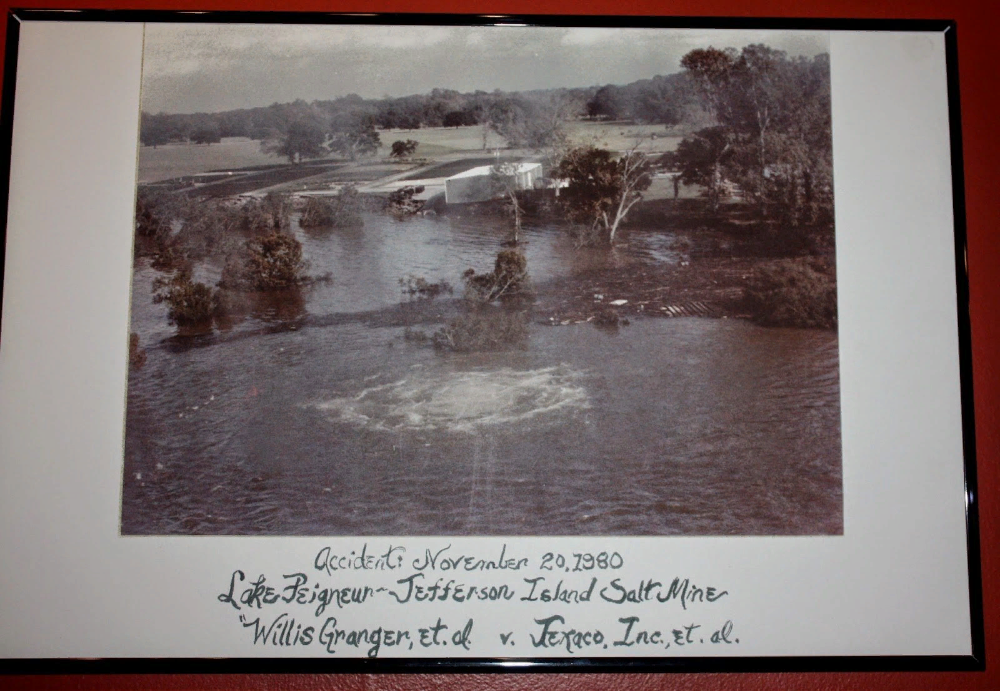 Accident: November 20, 1980
Lake Peigneur~Jefferson Island Salt Mine
"Willis Granger, et. al. v. Texaco, Inc., et. al.